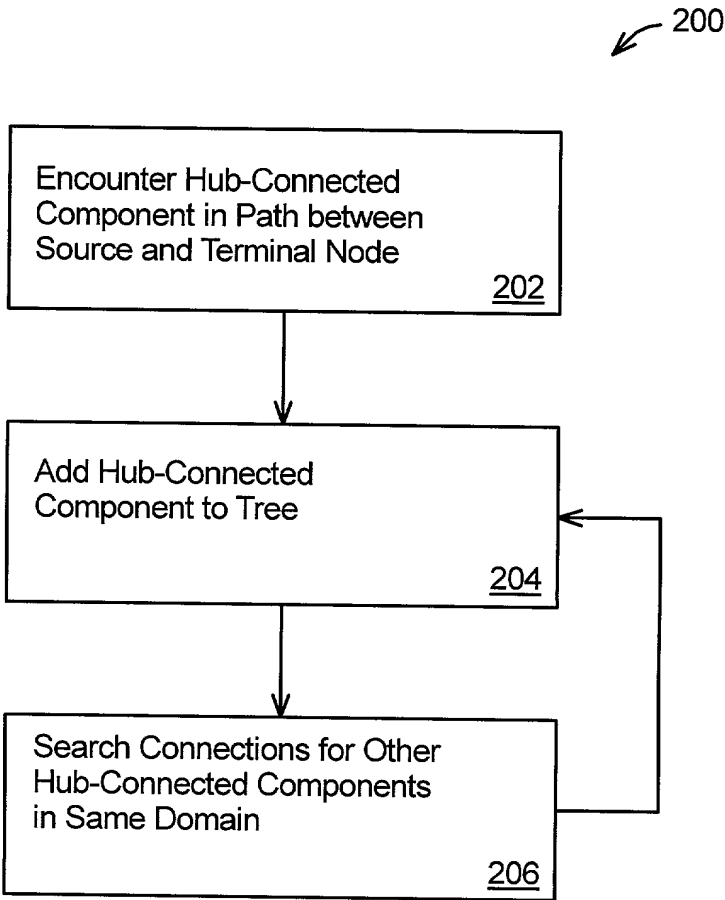 200
Encounter Hub-Connected
Component in Path between
Source and Terminal Node
202
Add Hub-Connected
Component to Tree
204
Search Connections for Other
Hub-Connected Components
in Same Domain
206